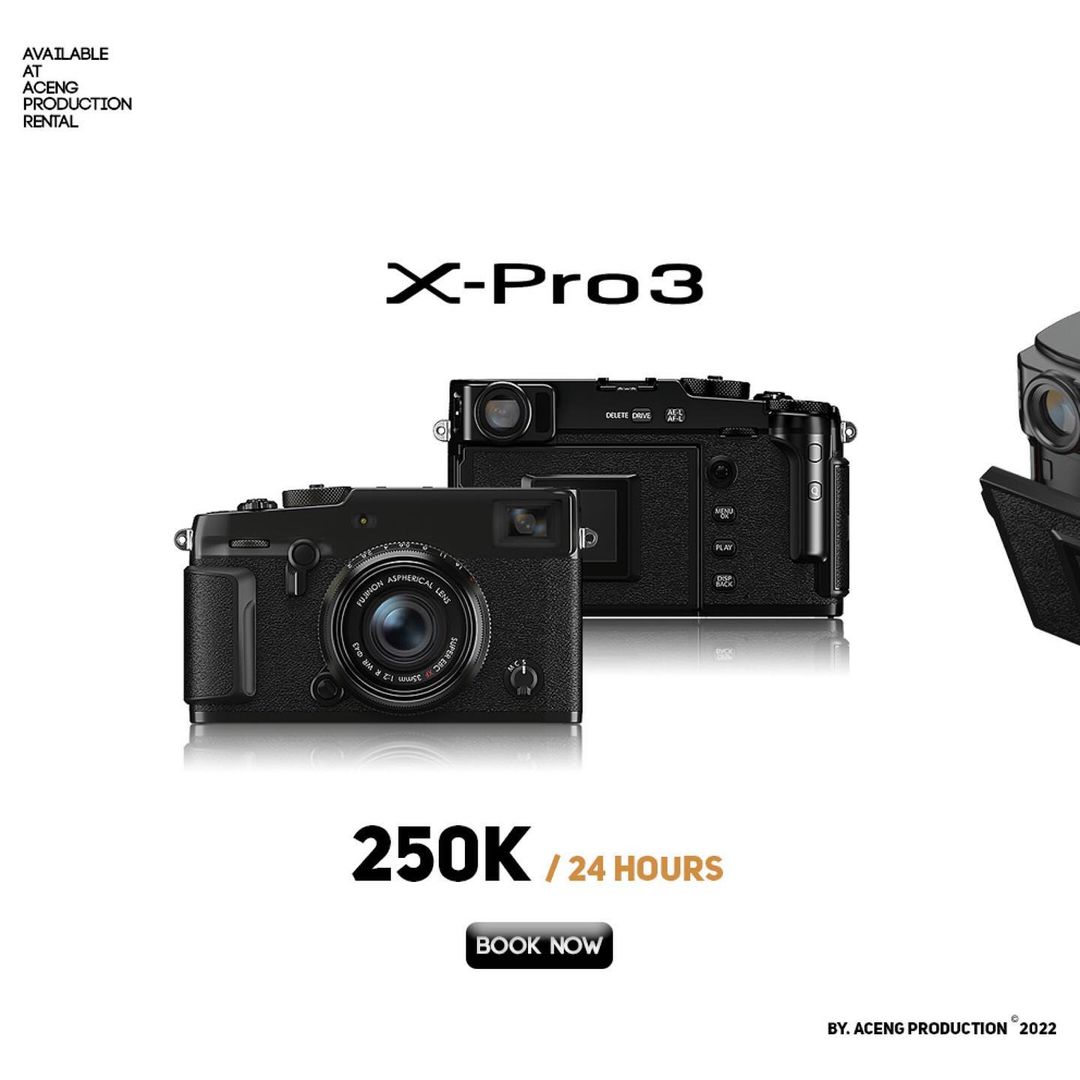 AVAILABLE
AT
ACENG
PRODUCTION
RENTAL
X-Pro3
DELETE DRIVE AE-L
AF-L
MENU
OK
PLAY
DISP
BACK
FUJINON ASPHERICAL LENS
SUPER EBC XF 35mm 1:2 R WR Φ43
M C S
250K / 24 HOURS
BOOK NOW
BY. ACENG PRODUCTION © 2022